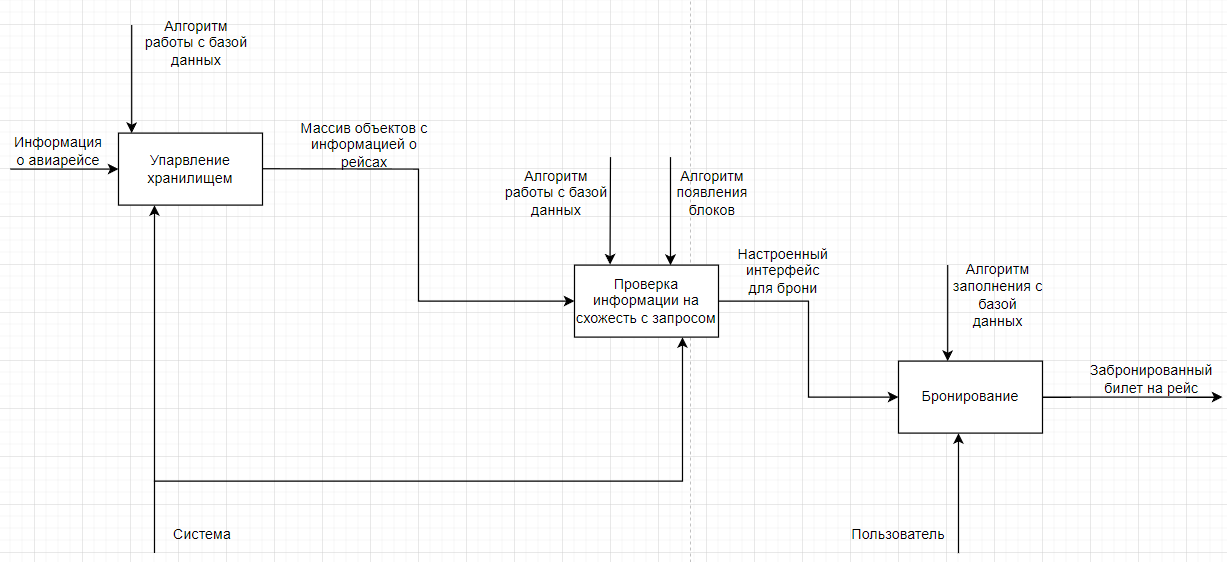 Алгоритм
работы с базой
данных
Информация
о авиарейсе
Упарвление
хранилищем
Массив объектов с
информацией о
рейсах
Алгоритм
работы с базой
данных
Алгоритм
появления
блоков
Проверка
информации на
схожесть с запросом
Настроенный
интерфейс
для брони
Алгоритм
заполнения с
базой
данных
Бронирование
Забронированный
билет на рейс
Система
Пользователь